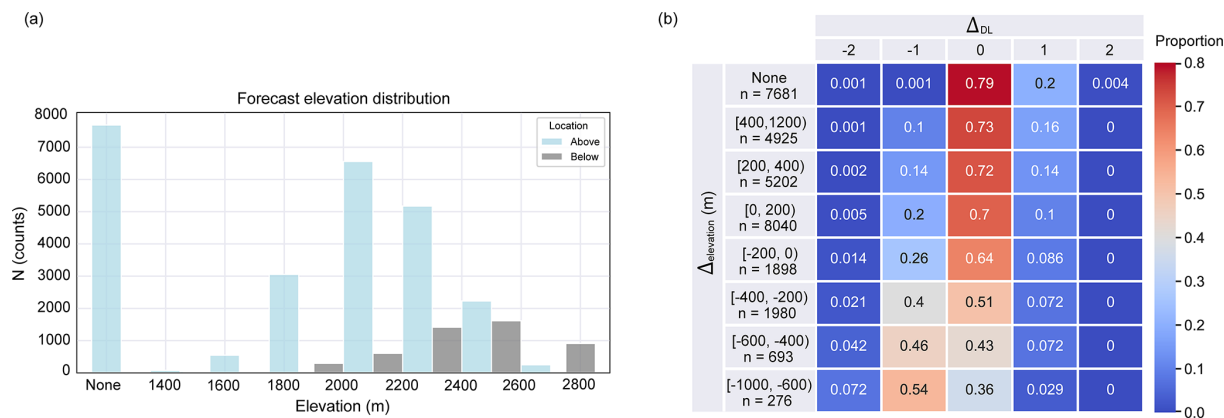 (a)
Forecast elevation distribution
N (counts)
8000
7000
6000
5000
4000
3000
2000
1000
0
Location
Above
Below
None 1400 1600 1800 2000 2200 2400 2600 2800
Elevation (m)
(b)
Δ_DL
-2 -1 0 1 2
Δ_elevation (m)
None
n = 7681
0.001 0.001 0.79 0.2 0.004
[400,1200)
n = 4925
0.001 0.1 0.73 0.16 0
[200, 400)
n = 5202
0.002 0.14 0.72 0.14 0
[0, 200)
n = 8040
0.005 0.2 0.7 0.1 0
[-200, 0)
n = 1898
0.014 0.26 0.64 0.086 0
[-400, -200)
n = 1980
0.021 0.4 0.51 0.072 0
[-600, -400)
n = 693
0.042 0.46 0.43 0.072 0
[-1000, -600)
n = 276
0.072 0.54 0.36 0.029 0
Proportion
0.8
0.7
0.6
0.5
0.4
0.3
0.2
0.1
0.0